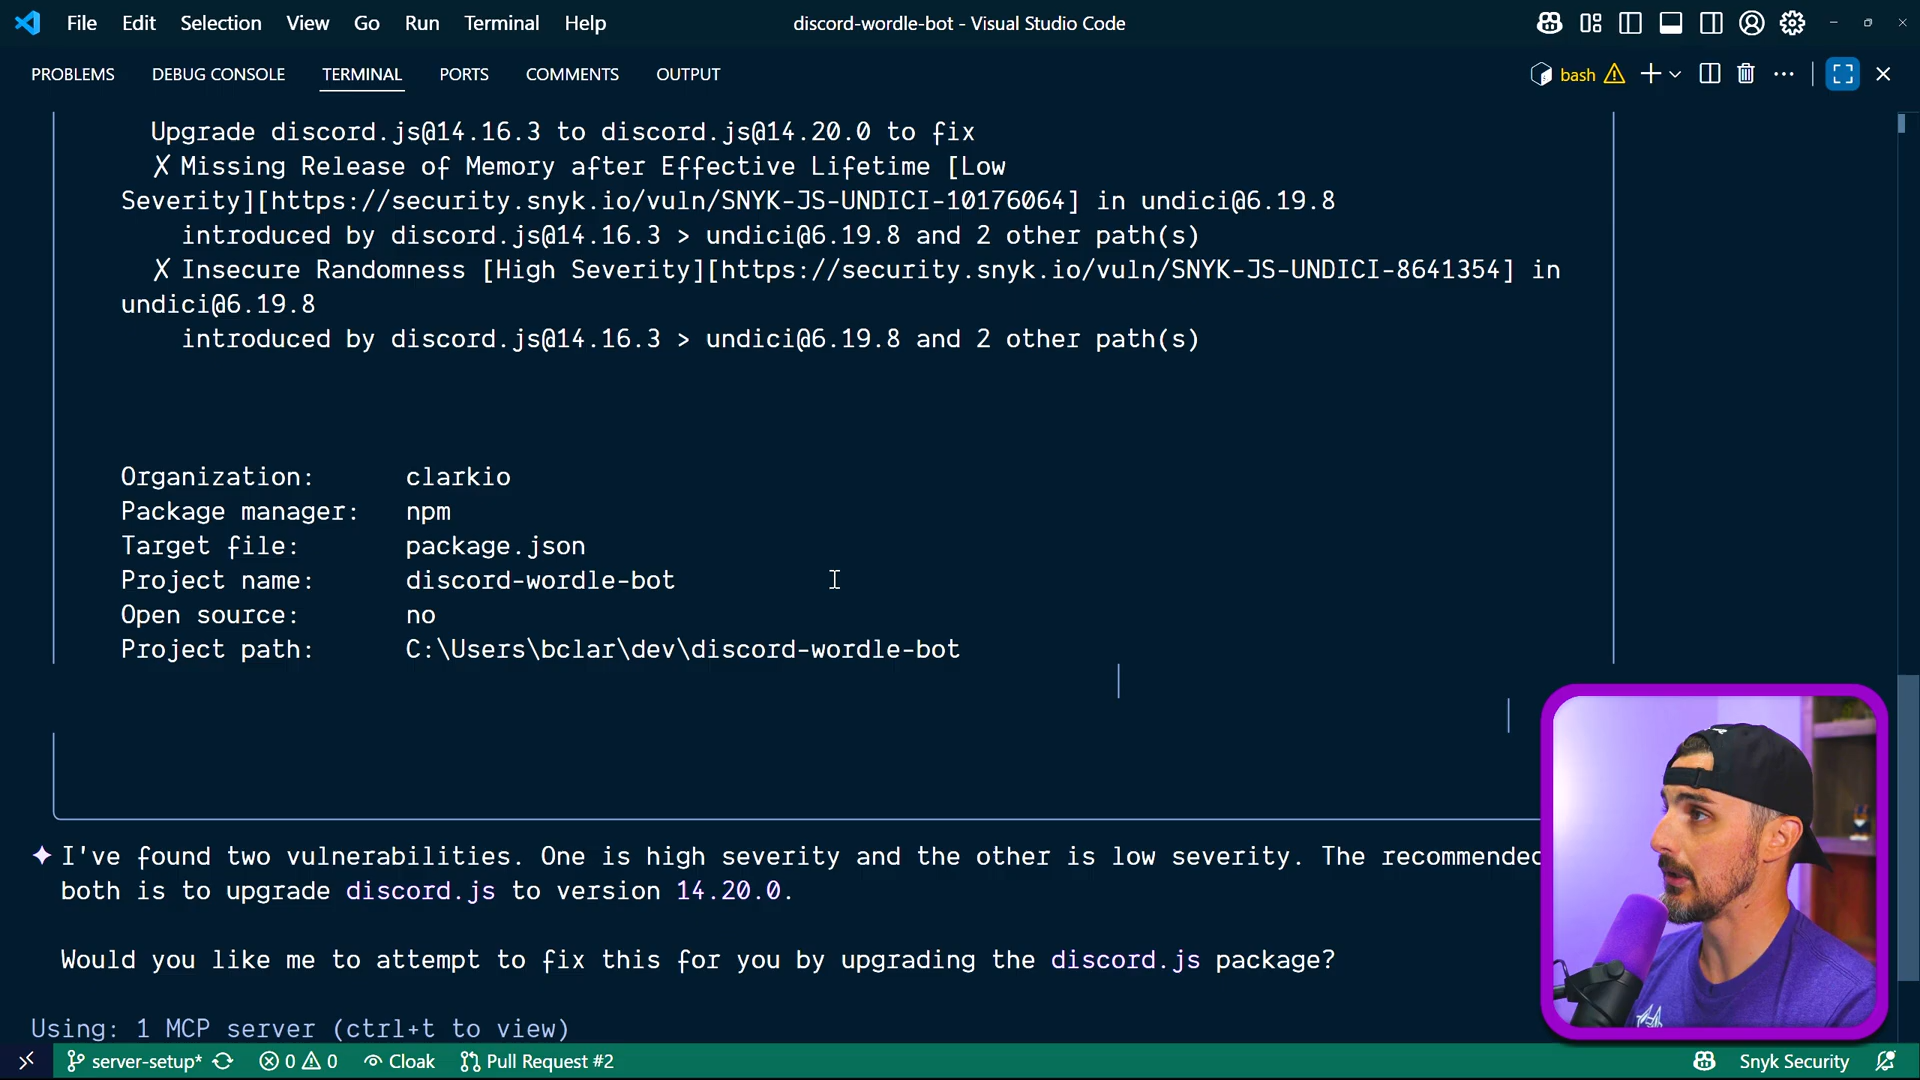 File Edit Selection View Go Run Terminal Help
discord-wordle-bot - Visual Studio Code
PROBLEMS DEBUG CONSOLE TERMINAL PORTS COMMENTS OUTPUT
bash
Upgrade discord.js@14.16.3 to discord.js@14.20.0 to fix
✗ Missing Release of Memory after Effective Lifetime [Low
Severity][https://security.snyk.io/vuln/SNYK-JS-UNDICI-10176064] in undici@6.19.8
introduced by discord.js@14.16.3 > undici@6.19.8 and 2 other path(s)
✗ Insecure Randomness [High Severity][https://security.snyk.io/vuln/SNYK-JS-UNDICI-8641354] in
undici@6.19.8
introduced by discord.js@14.16.3 > undici@6.19.8 and 2 other path(s)
Organization: clarkio
Package manager: npm
Target file: package.json
Project name: discord-wordle-bot
Open source: no
Project path: C:\Users\bclar\dev\discord-wordle-bot
I've found two vulnerabilities. One is high severity and the other is low severity. The recommended
both is to upgrade discord.js to version 14.20.0.
Would you like me to attempt to fix this for you by upgrading the discord.js package?
Using: 1 MCP server (ctrl+t to view)
server-setup* 0 0 Cloak Pull Request #2 Snyk Security